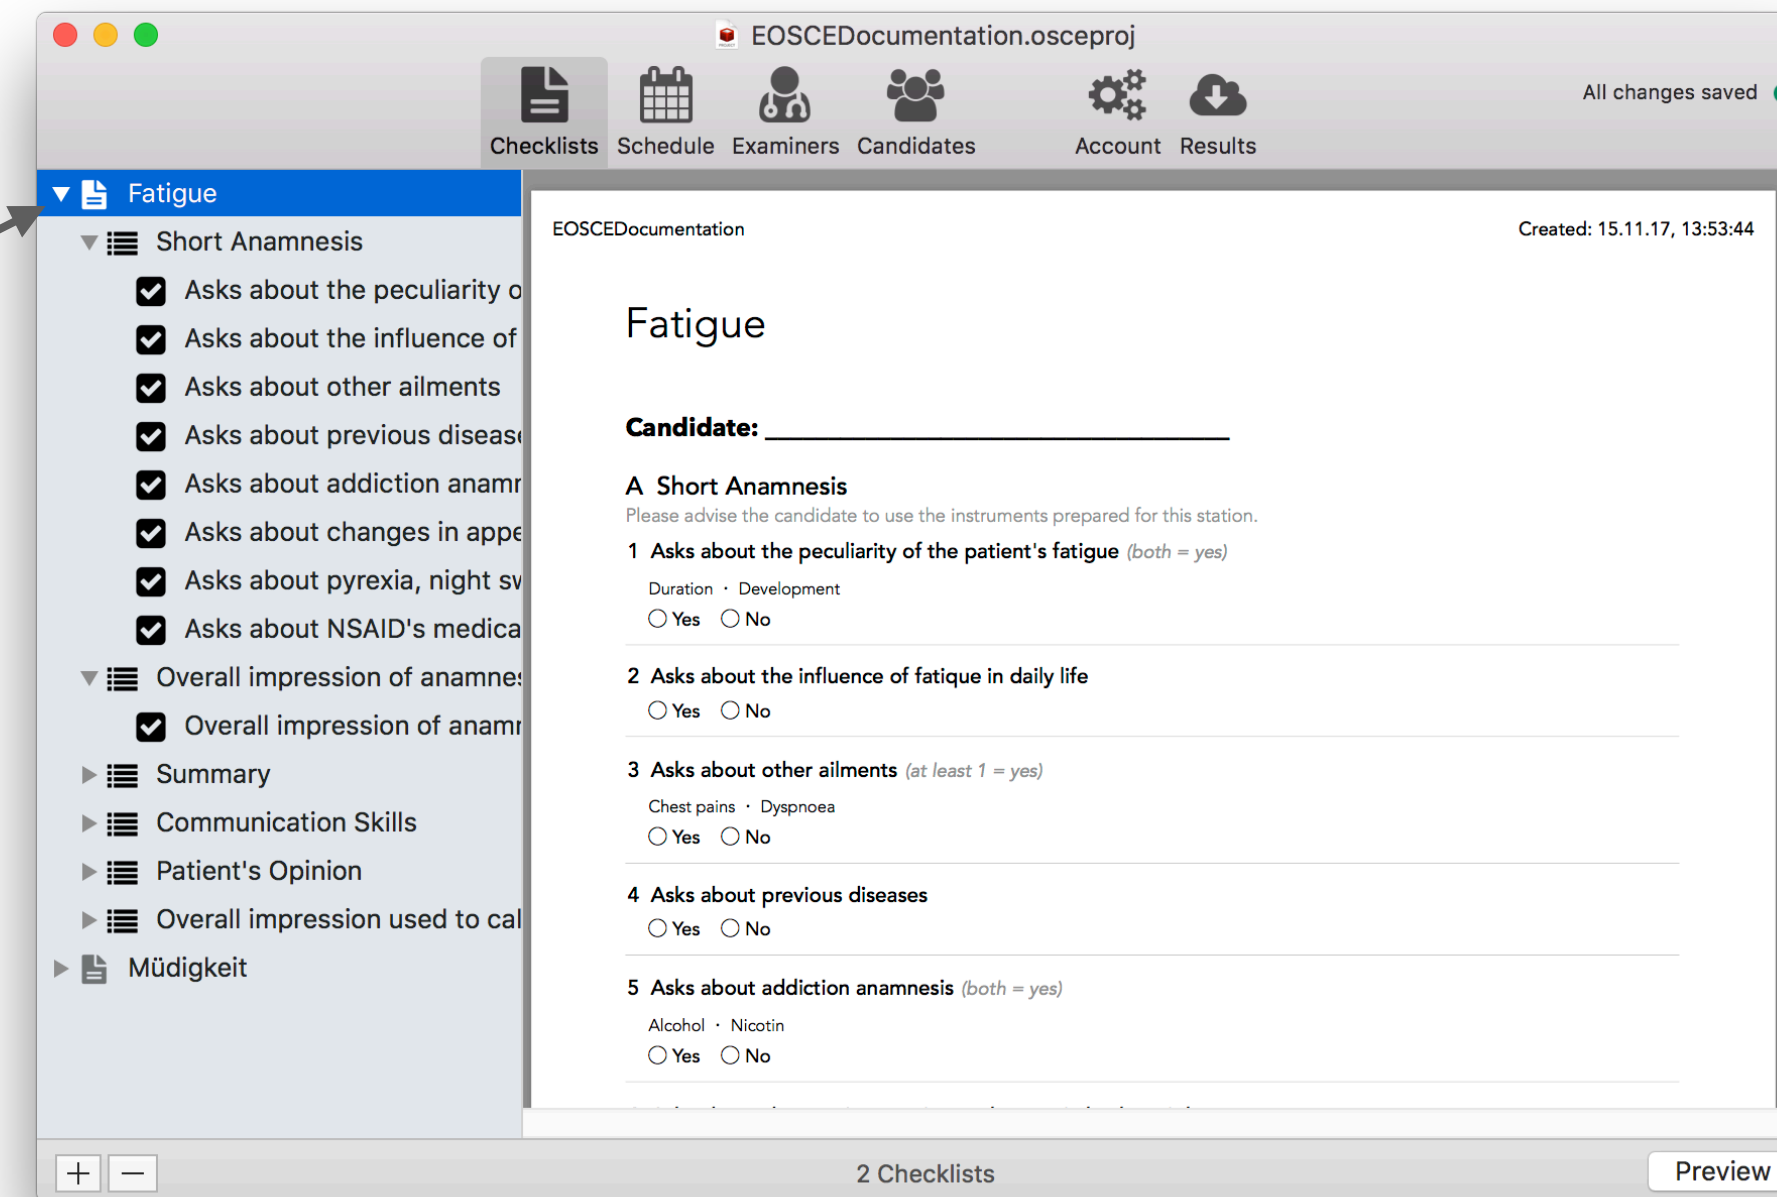 EOSCEDocumentation.osceproj
Checklists Schedule Examiners Candidates Account Results
All changes saved
Fatigue
Short Anamnesis
Asks about the peculiarity o
Asks about the influence of
Asks about other ailments
Asks about previous disease
Asks about addiction anamn
Asks about changes in appe
Asks about pyrexia, night sw
Asks about NSAID's medica
Overall impression of anamnes
Overall impression of anamn
Summary
Communication Skills
Patient's Opinion
Overall impression used to cal
Müdigkeit
EOSCEDocumentation
Created: 15.11.17, 13:53:44
Fatigue
Candidate:
A Short Anamnesis
Please advise the candidate to use the instruments prepared for this station.
1 Asks about the peculiarity of the patient's fatigue (both = yes)
Duration · Development
Yes No
2 Asks about the influence of fatique in daily life
Yes No
3 Asks about other ailments (at least 1 = yes)
Chest pains · Dyspnoea
Yes No
4 Asks about previous diseases
Yes No
5 Asks about addiction anamnesis (both = yes)
Alcohol · Nicotin
Yes No
2 Checklists
Preview